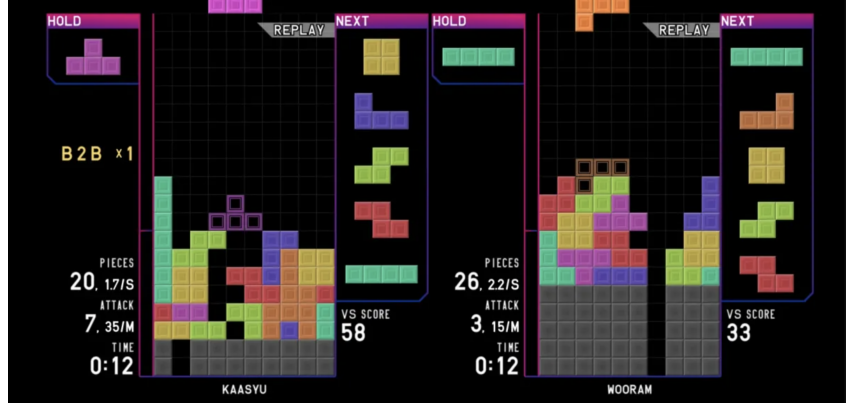 HOLD
REPLAY
NEXT
B2B ×1
PIECES
20, 1.7/S
ATTACK
7, 35/M
TIME
0:12
VS SCORE
58
KAASYU
HOLD
REPLAY
NEXT
PIECES
26, 2.2/S
ATTACK
3, 15/M
TIME
0:12
VS SCORE
33
WOORAM